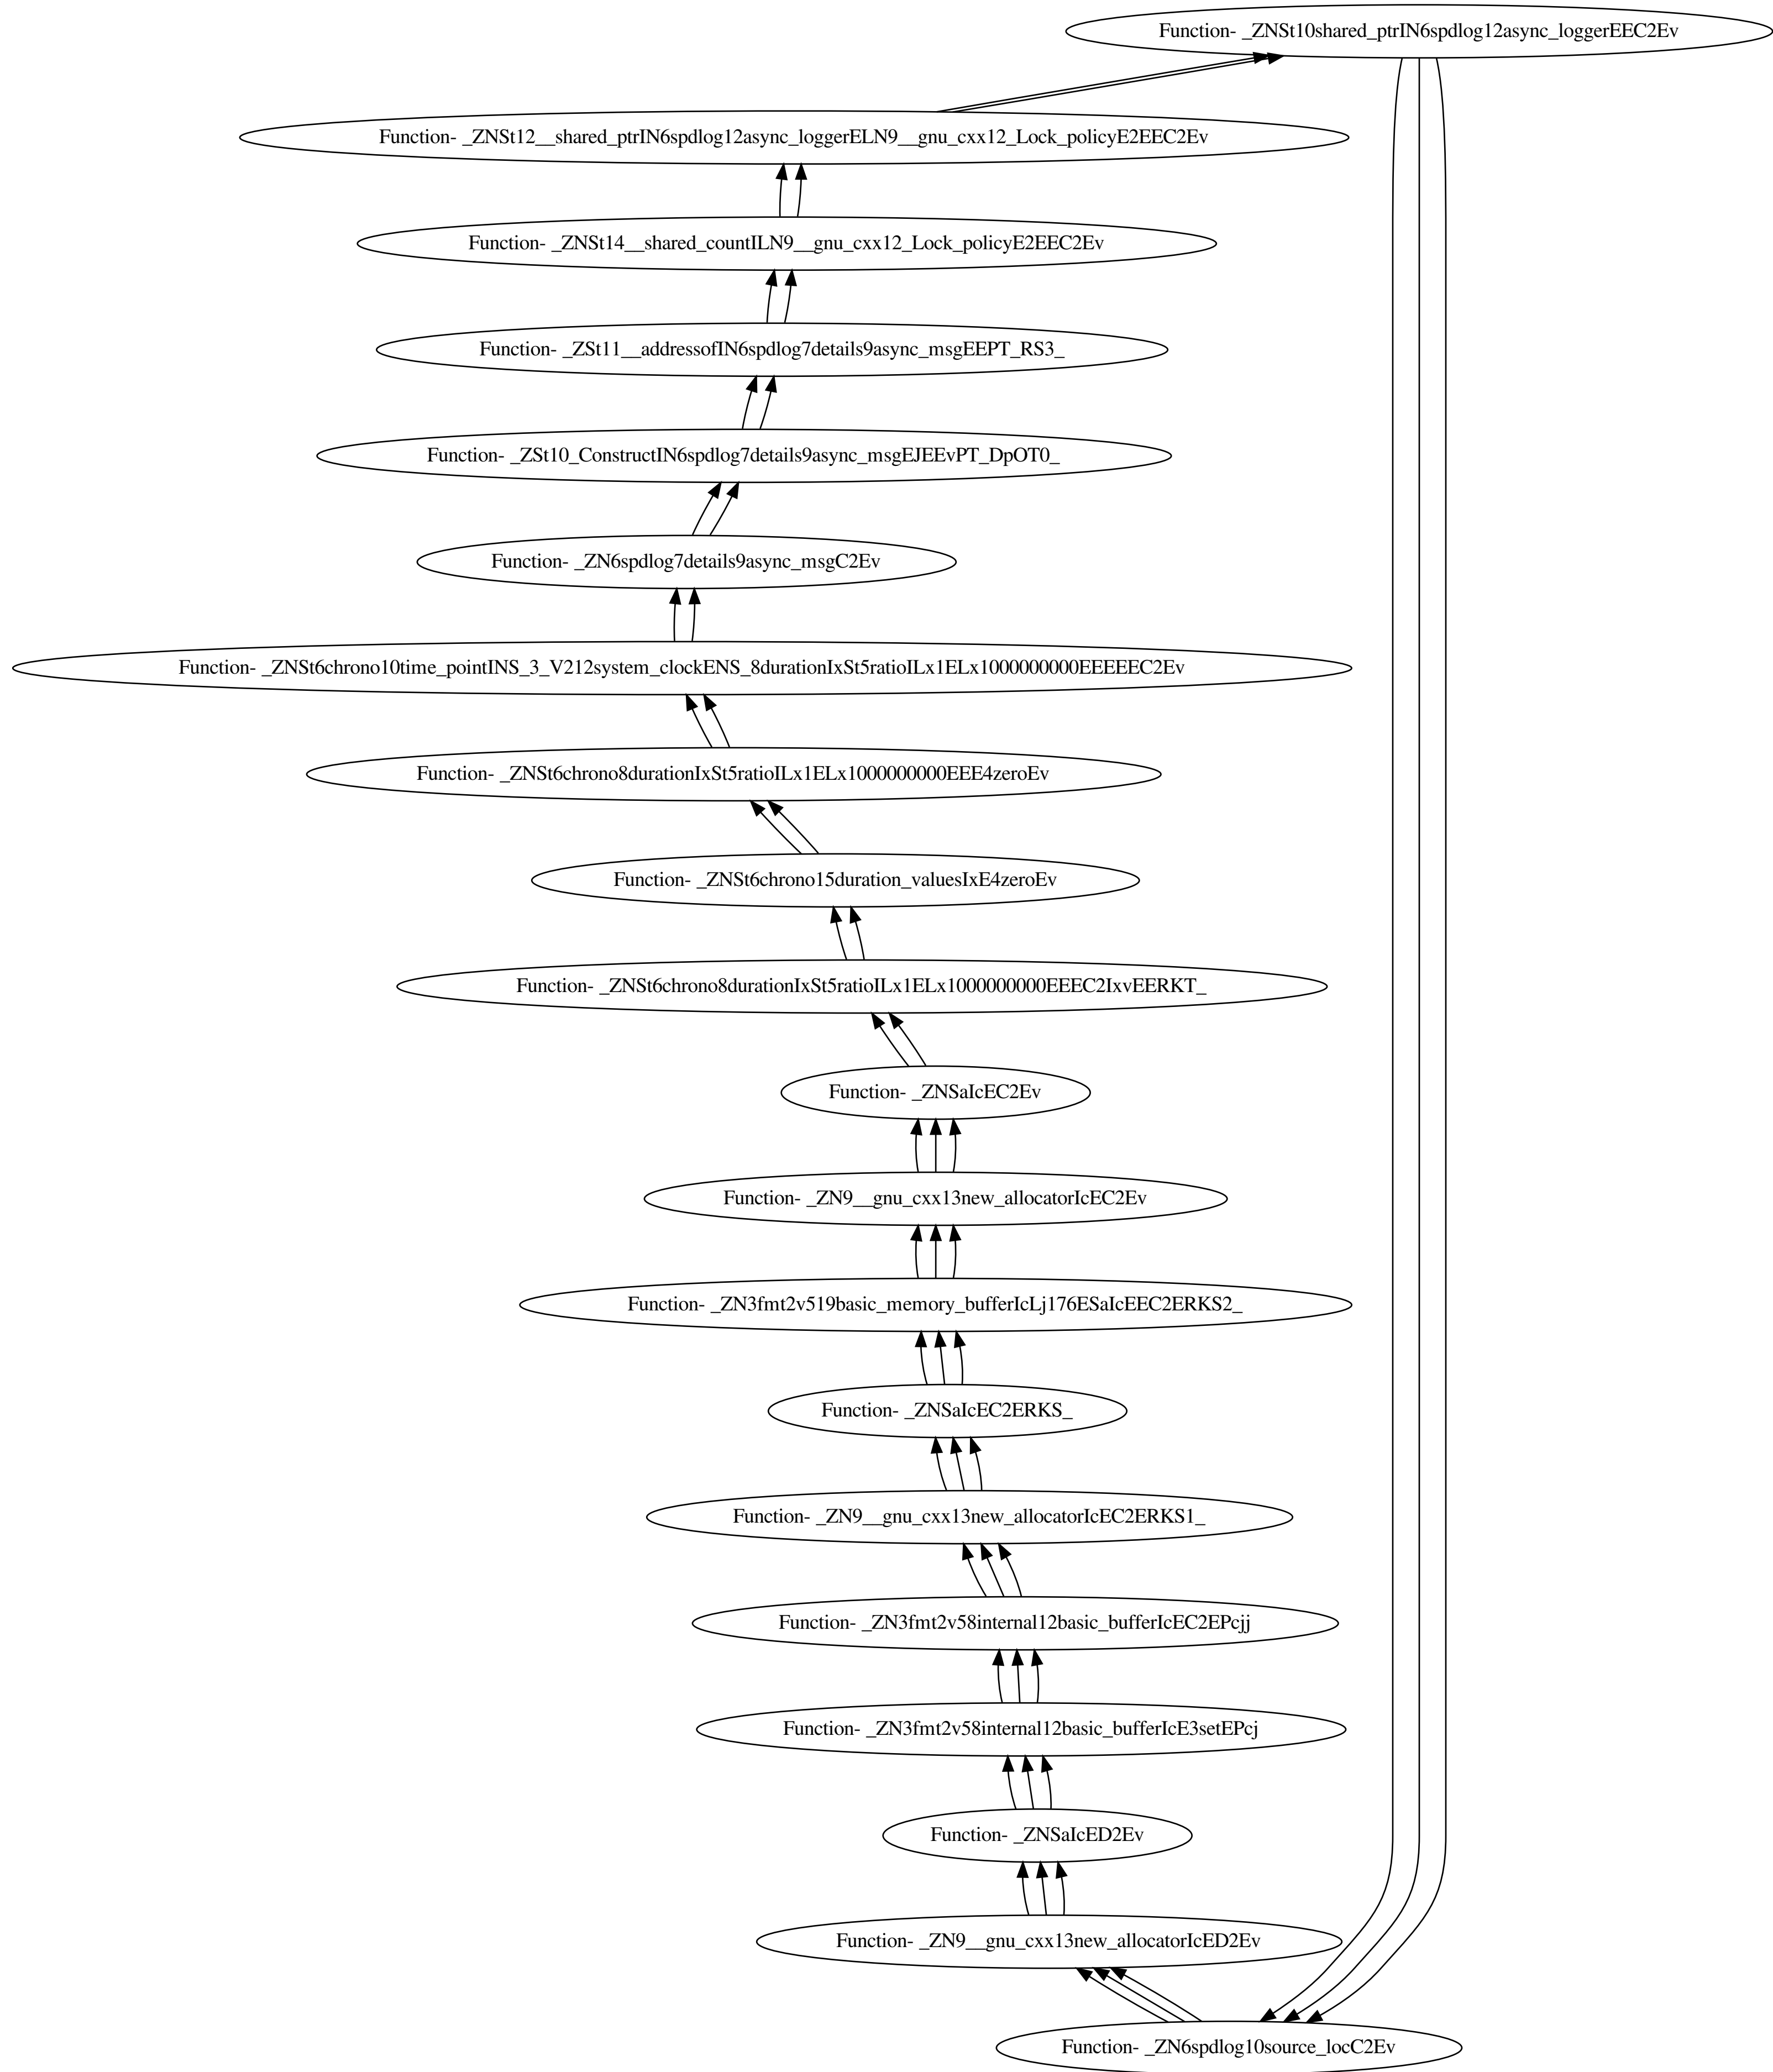 Function- _ZNSt10shared_ptrIN6spdlog12async_loggerEEC2Ev
Function- _ZNSt12__shared_ptrIN6spdlog12async_loggerELN9__gnu_cxx12_Lock_policyE2EEC2Ev
Function- _ZNSt14__shared_countILN9__gnu_cxx12_Lock_policyE2EEC2Ev
Function- _ZSt11__addressofIN6spdlog7details9async_msgEEPT_RS3_
Function- _ZSt10_ConstructIN6spdlog7details9async_msgEJEEvPT_DpOT0_
Function- _ZN6spdlog7details9async_msgC2Ev
Function- _ZNSt6chrono10time_pointINS_3_V212system_clockENS_8durationIxSt5ratioILx1ELx1000000000EEEEEC2Ev
Function- _ZNSt6chrono8durationIxSt5ratioILx1ELx1000000000EEE4zeroEv
Function- _ZNSt6chrono15duration_valuesIxE4zeroEv
Function- _ZNSt6chrono8durationIxSt5ratioILx1ELx1000000000EEEC2IxvEERKT_
Function- _ZNSaIcEC2Ev
Function- _ZN9__gnu_cxx13new_allocatorIcEC2Ev
Function- _ZN3fmt2v519basic_memory_bufferIcLj176ESaIcEEC2ERKS2_
Function- _ZNSaIcEC2ERKS_
Function- _ZN9__gnu_cxx13new_allocatorIcEC2ERKS1_
Function- _ZN3fmt2v58internal12basic_bufferIcEC2EPcjj
Function- _ZN3fmt2v58internal12basic_bufferIcE3setEPcj
Function- _ZNSaIcED2Ev
Function- _ZN9__gnu_cxx13new_allocatorIcED2Ev
Function- _ZN6spdlog10source_locC2Ev